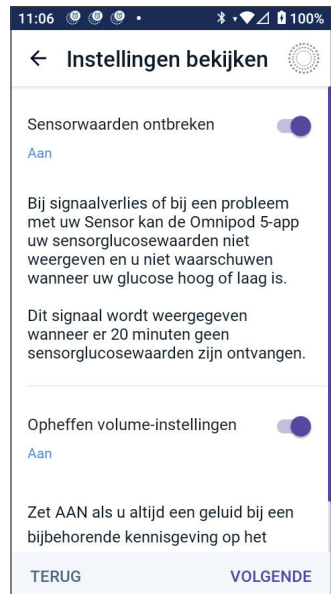 11:06 100%
Instellingen bekijken
Sensorwaarden ontbreken
Aan
Bij signaalverlies of bij een probleem
met uw Sensor kan de Omnipod 5-app
uw sensorglucosewaarden niet
weergeven en u niet waarschuwen
wanneer uw glucose hoog of laag is.
Dit signaal wordt weergegeven
wanneer er 20 minuten geen
sensorglucosewaarden zijn ontvangen.
Opheffen volume-instellingen
Aan
Zet AAN als u altijd een geluid bij een
bijbehorende kennisgeving op het
TERUG VOLGENDE